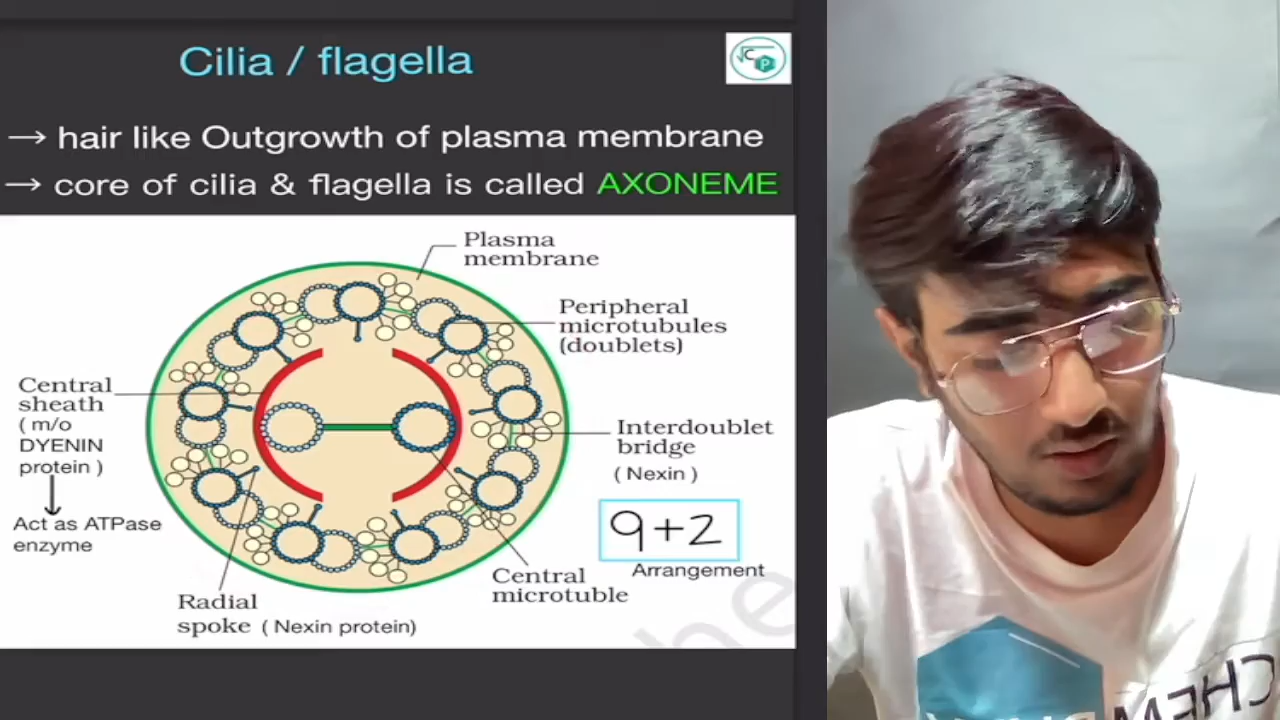 Cilia / flagella
C
P
→ hair like Outgrowth of plasma membrane
→ core of cilia & flagella is called AXONEME
Plasma
membrane
Peripheral
microtubules
(doublets)
Central
sheath
( m/o
DYENIN
protein )
Act as ATPase
enzyme
Interdoublet
bridge
( Nexin )
9+2
Arrangement
Central
microtuble
Radial
spoke ( Nexin protein)
he